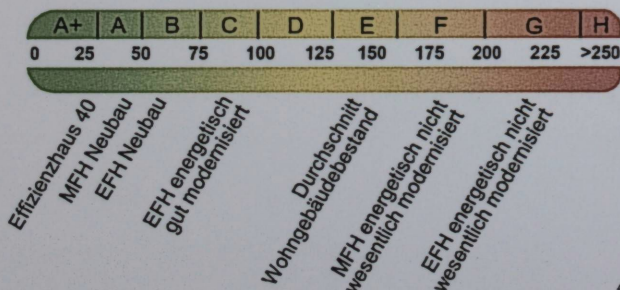 A+ A B C D E F G H
0 25 50 75 100 125 150 175 200 225 >250
Effizienzhaus 40
MFH Neubau
EFH Neubau
EFH energetisch
gut modernisiert
Durchschnitt
Wohngebäudebestand
MFH energetisch nicht
wesentlich modernisiert
EFH energetisch nicht
wesentlich modernisiert